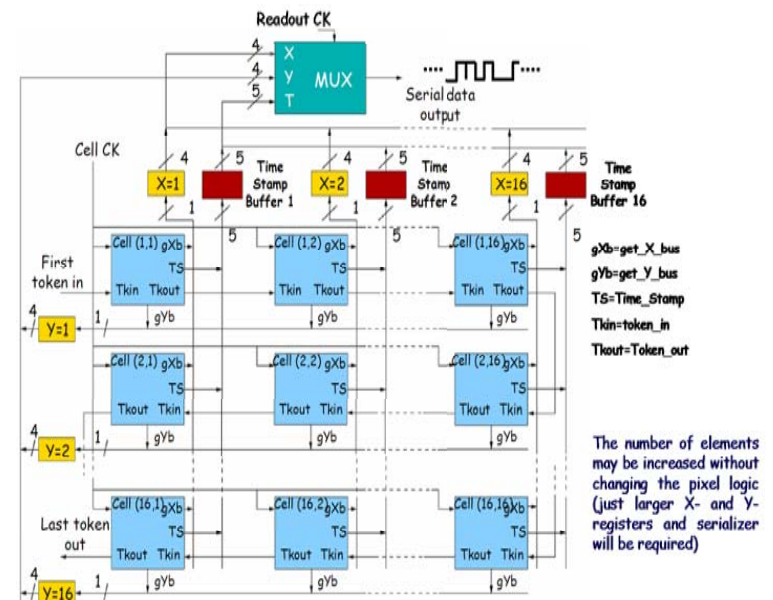 Readout CK
4
X
4
Y
MUX
5
T
Serial data
output
Cell CK
4
5
Time
Stamp
Buffer 1
4
5
Time
Stamp
Buffer 2
4
5
Time
Stamp
Buffer 16
X=1
X=2
X=16
1
5
1
5
1
5
Cell (1,1) gXb
TS
Tkin Tkout
gYb
Cell (1,2) gXb
TS
Tkin Tkout
gYb
Cell (1,16) gXb
TS
Tkin Tkout
gYb
First
token in
4
Y=1
1
Cell (2,1) gXb
TS
Tkout Tkin
gYb
Cell (2,2) gXb
TS
Tkout Tkin
gYb
Cell (2,16) gXb
TS
Tkout Tkin
gYb
4
Y=2
1
Cell (16,1) gXb
TS
Tkout Tkin
gYb
Cell (16,2) gXb
TS
Tkout Tkin
gYb
Cell (16,16) gXb
TS
Tkout Tkin
gYb
Last token
out
4
Y=16
1
gXb=get_X_bus
gYb=get_Y_bus
TS=Time_Stamp
Tkin=token_in
Tkout=Token_out
The number of elements
may be increased without
changing the pixel logic
(just larger X- and Y-
registers and serializer
will be required)